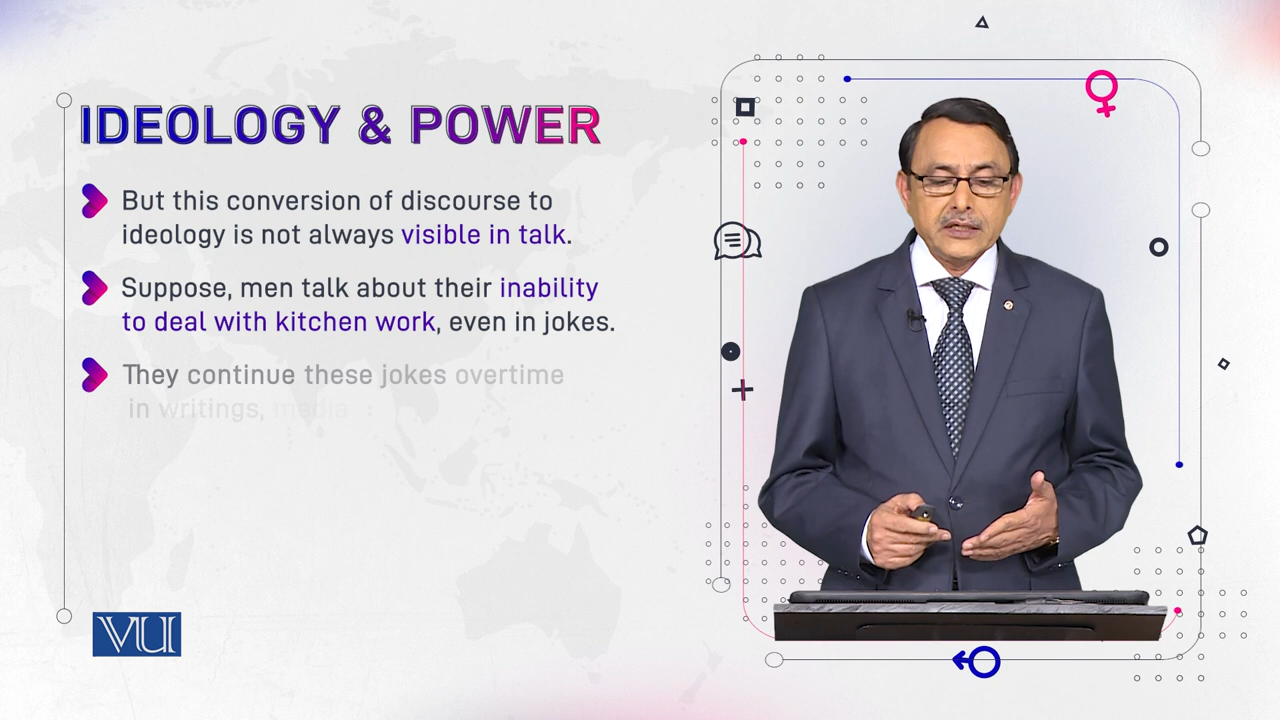 IDEOLOGY & POWER
But this conversion of discourse to
ideology is not always visible in talk.
Suppose, men talk about their inability
to deal with kitchen work, even in jokes.
They continue these jokes overtime
in writings, media
VU